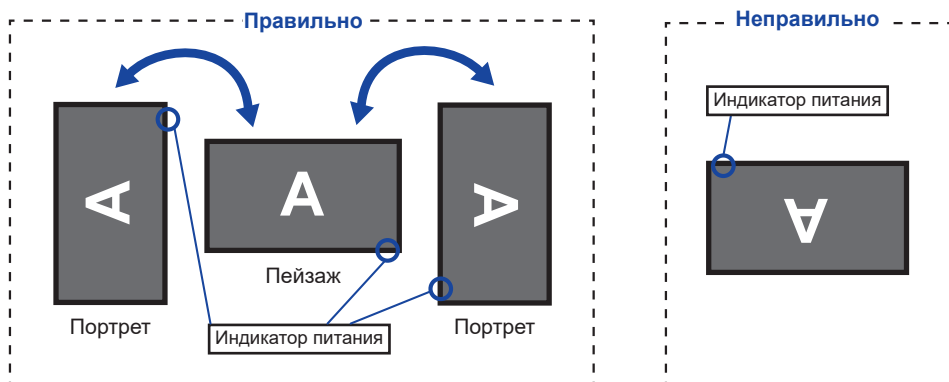 Правильно
Неправильно
Индикатор питания
A
A
A
A
Пейзаж
Портрет
Индикатор питания
Портрет